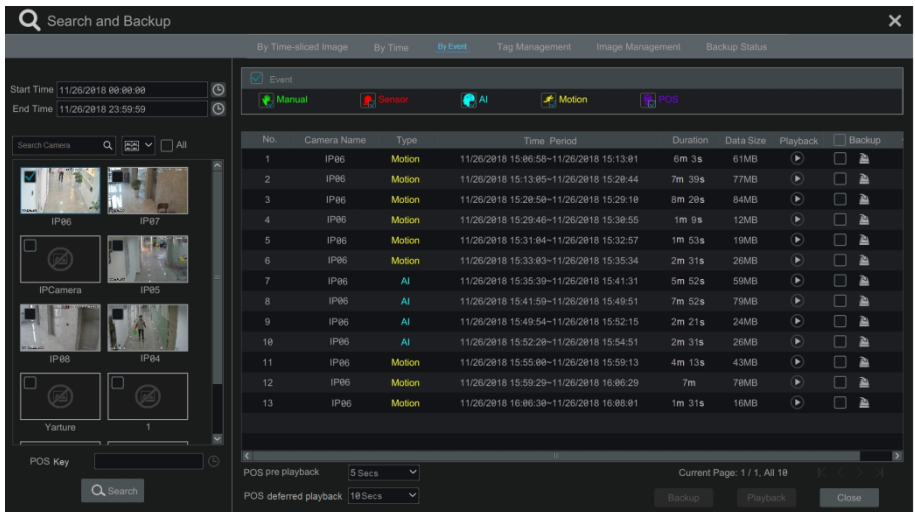 Search and Backup
By Time-sliced Image By Time By Event Tag Management Image Management Backup Status
Start Time 11/26/2018 00:00:00
End Time 11/26/2018 23:59:59
Search Camera All
IP06 IP07
IPCamera IP05
IP08 IP04
Yarture 1
POS Key
Search
Event
Manual Sensor AI Motion POS
No. Camera Name Type Time Period Duration Data Size Playback Backup
1 IP06 Motion 11/26/2018 15:06:58~11/26/2018 15:13:01 6m 3s 61MB
2 IP06 Motion 11/26/2018 15:13:05~11/26/2018 15:20:44 7m 39s 77MB
3 IP06 Motion 11/26/2018 15:20:50~11/26/2018 15:29:10 8m 20s 84MB
4 IP06 Motion 11/26/2018 15:29:46~11/26/2018 15:30:55 1m 9s 12MB
5 IP06 Motion 11/26/2018 15:31:04~11/26/2018 15:32:57 1m 53s 19MB
6 IP06 Motion 11/26/2018 15:33:03~11/26/2018 15:35:34 2m 31s 26MB
7 IP06 AI 11/26/2018 15:35:39~11/26/2018 15:41:31 5m 52s 59MB
8 IP06 AI 11/26/2018 15:41:59~11/26/2018 15:49:51 7m 52s 79MB
9 IP06 AI 11/26/2018 15:49:54~11/26/2018 15:52:15 2m 21s 24MB
10 IP06 AI 11/26/2018 15:52:20~11/26/2018 15:54:51 2m 31s 26MB
11 IP06 Motion 11/26/2018 15:55:00~11/26/2018 15:59:13 4m 13s 43MB
12 IP06 Motion 11/26/2018 15:59:29~11/26/2018 16:06:29 7m 70MB
13 IP06 Motion 11/26/2018 16:06:30~11/26/2018 16:08:01 1m 31s 16MB
POS pre playback 5 Secs Current Page: 1 / 1, All 10
POS deferred playback 10 Secs Backup Playback Close